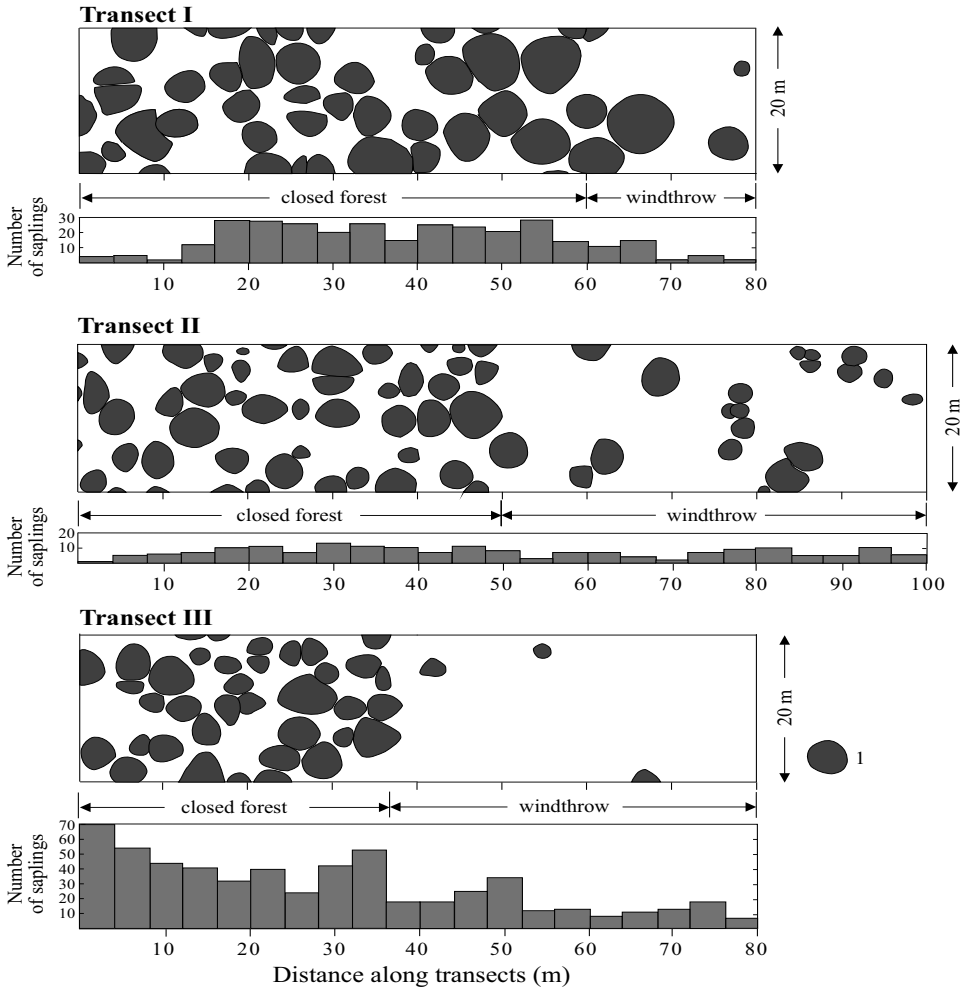 Transect I
20 m
closed forest
windthrow
Number
of saplings
30
20
10
10 20 30 40 50 60 70 80
Transect II
20 m
closed forest
windthrow
Number
of saplings
20
10
10 20 30 40 50 60 70 80 90 100
Transect III
20 m
1
closed forest
windthrow
Number
of saplings
70
60
50
40
30
20
10
10 20 30 40 50 60 70 80
Distance along transects (m)